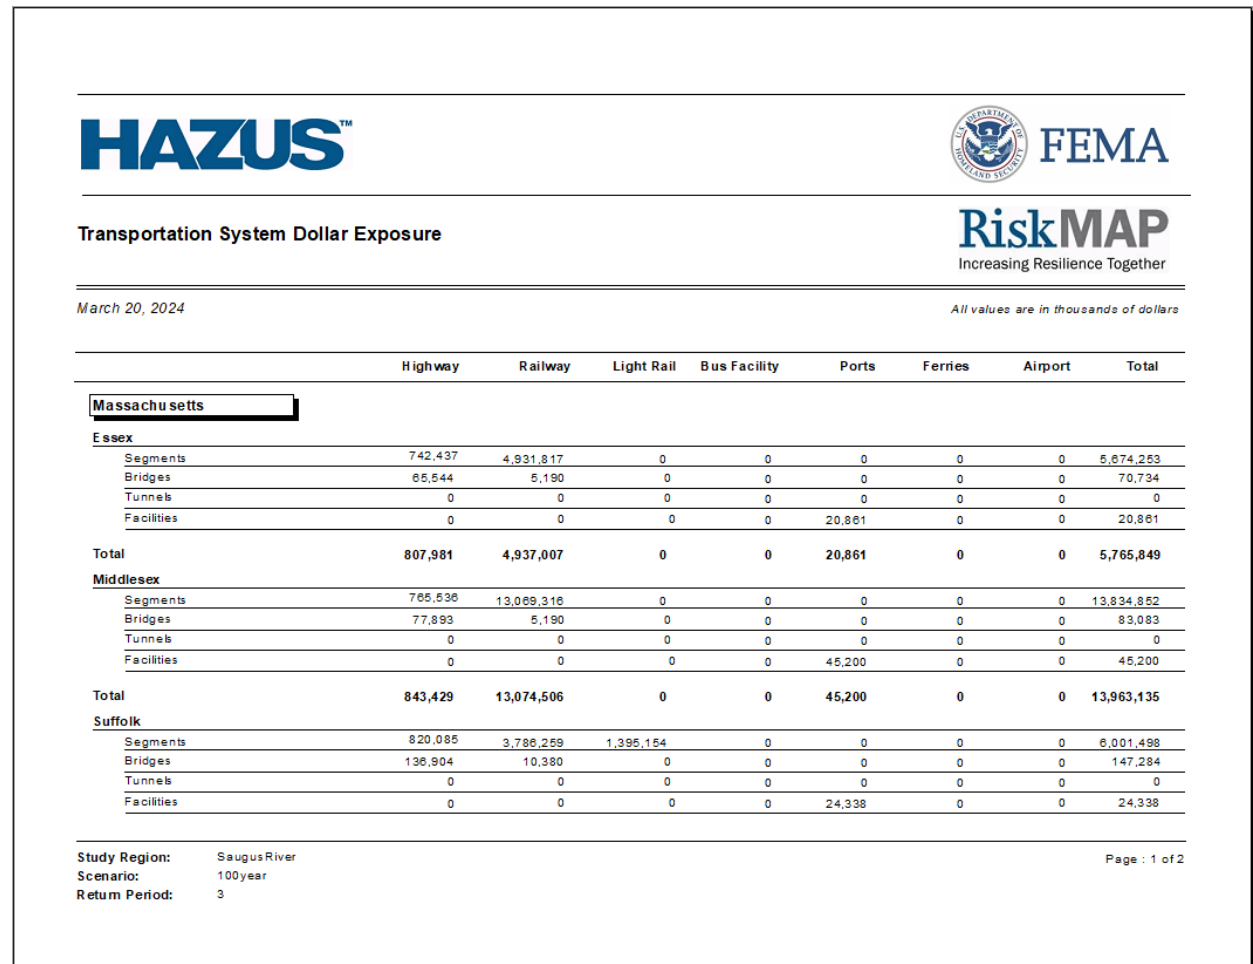 HAZUS™
U.S. DEPARTMENT OF HOMELAND SECURITY
FEMA
Transportation System Dollar Exposure
RiskMAP
Increasing Resilience Together
March 20, 2024
All values are in thousands of dollars
Highway Railway Light Rail Bus Facility Ports Ferries Airport Total
Massachusetts
Essex
Segments 742,437 4,931,817 0 0 0 0 0 5,674,253
Bridges 65,544 5,190 0 0 0 0 0 70,734
Tunnels 0 0 0 0 0 0 0 0
Facilities 0 0 0 0 20,861 0 0 20,861
Total 807,981 4,937,007 0 0 20,861 0 0 5,765,849
Middlesex
Segments 765,536 13,069,316 0 0 0 0 0 13,834,852
Bridges 77,893 5,190 0 0 0 0 0 83,083
Tunnels 0 0 0 0 0 0 0 0
Facilities 0 0 0 0 45,200 0 0 45,200
Total 843,429 13,074,506 0 0 45,200 0 0 13,963,135
Suffolk
Segments 820,085 3,786,259 1,395,154 0 0 0 0 6,001,498
Bridges 136,904 10,380 0 0 0 0 0 147,284
Tunnels 0 0 0 0 0 0 0 0
Facilities 0 0 0 0 24,338 0 0 24,338
Study Region: SaugusRiver
Page : 1 of 2
Scenario: 100year
Return Period: 3